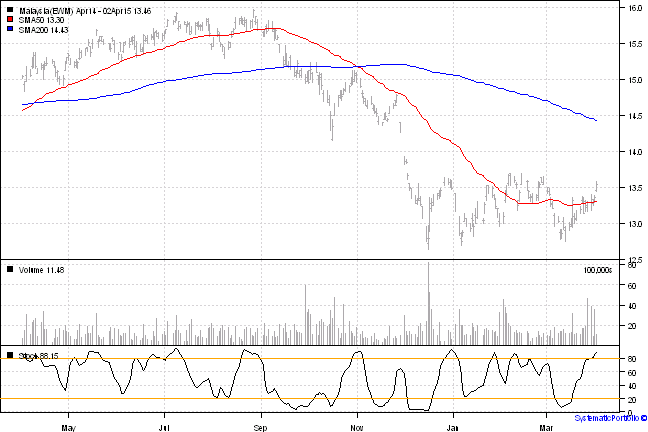 Malaysia (EWM) Apr14 - 02Apr15 13.46
SMA50 13.30
SMA200 14.43
16.0
15.5
15.0
14.5
14.0
13.5
13.0
12.5
Volume 11.48
100,000s
80
60
40
20
Stock 88.15
80
60
40
20
0
May
Jul
Sep
Nov
Jan
Mar
SystematicPortfolio ©